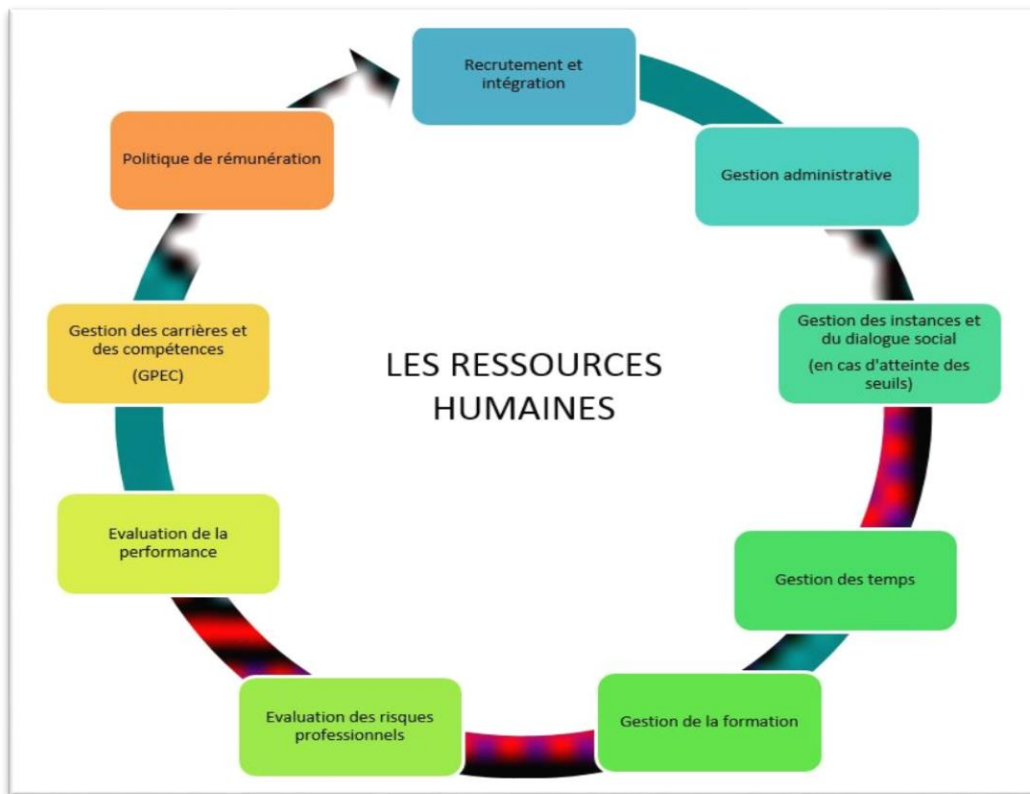 Recrutement et
intégration
Gestion administrative
Gestion des instances et
du dialogue social
(en cas d'atteinte des
seuils)
Gestion des temps
Gestion de la formation
Evaluation des risques
professionnels
Evaluation de la
performance
Gestion des carrières et
des compétences
(GPEC)
Politique de rémunération
LES RESSOURCES
HUMAINES